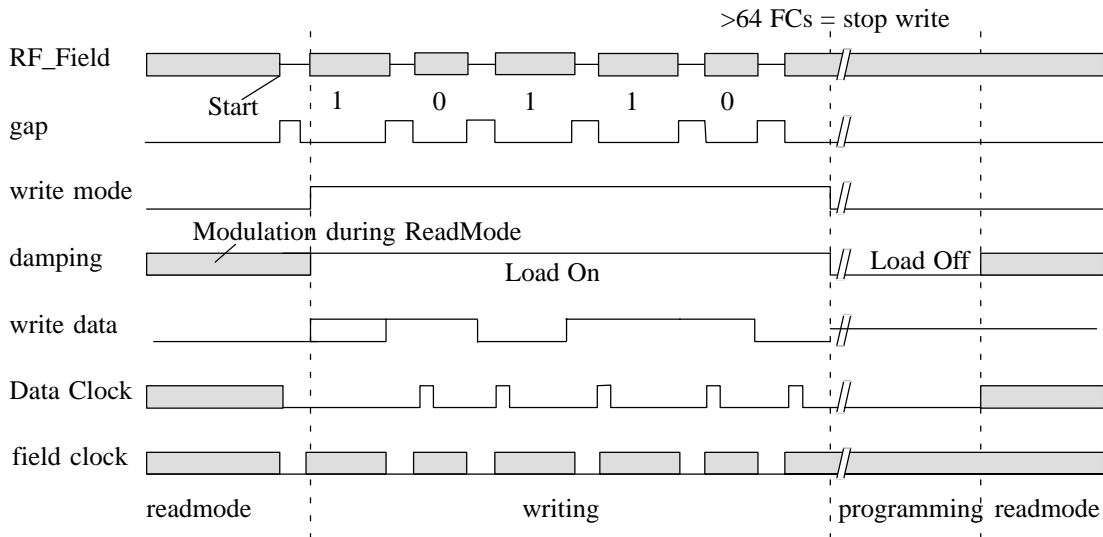 >64 FCs = stop write
RF_Field
Start
1 0 1 1 0
gap
write mode
Modulation during ReadMode
damping
Load On
Load Off
write data
Data Clock
field clock
readmode writing programming readmode